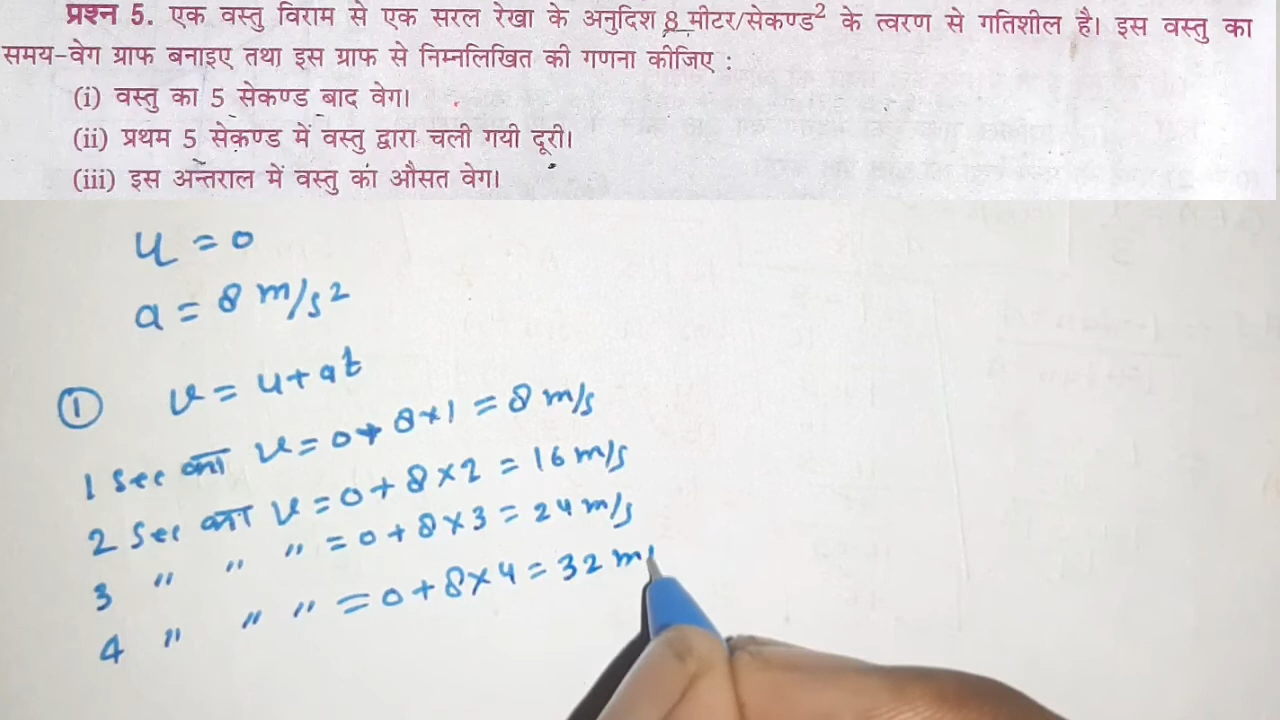 प्रश्न 5. एक वस्तु विराम से एक सरल रेखा के अनुदिश 8 मीटर/सेकण्ड² के त्वरण से गतिशील है। इस वस्तु का
समय-वेग ग्राफ बनाइए तथा इस ग्राफ से निम्नलिखित की गणना कीजिए :
(i) वस्तु का 5 सेकण्ड बाद वेग।
(ii) प्रथम 5 सेकण्ड में वस्तु द्वारा चली गयी दूरी।
(iii) इस अन्तराल में वस्तु का औसत वेग।
u = 0
a = 8 m/s2
① v = u + at
1 Sec का v = 0 + 8×1 = 8 m/s
2 Sec का v = 0 + 8×2 = 16 m/s
3 " " " = 0 + 8×3 = 24 m/s
4 " " " = 0 + 8×4 = 32 m/